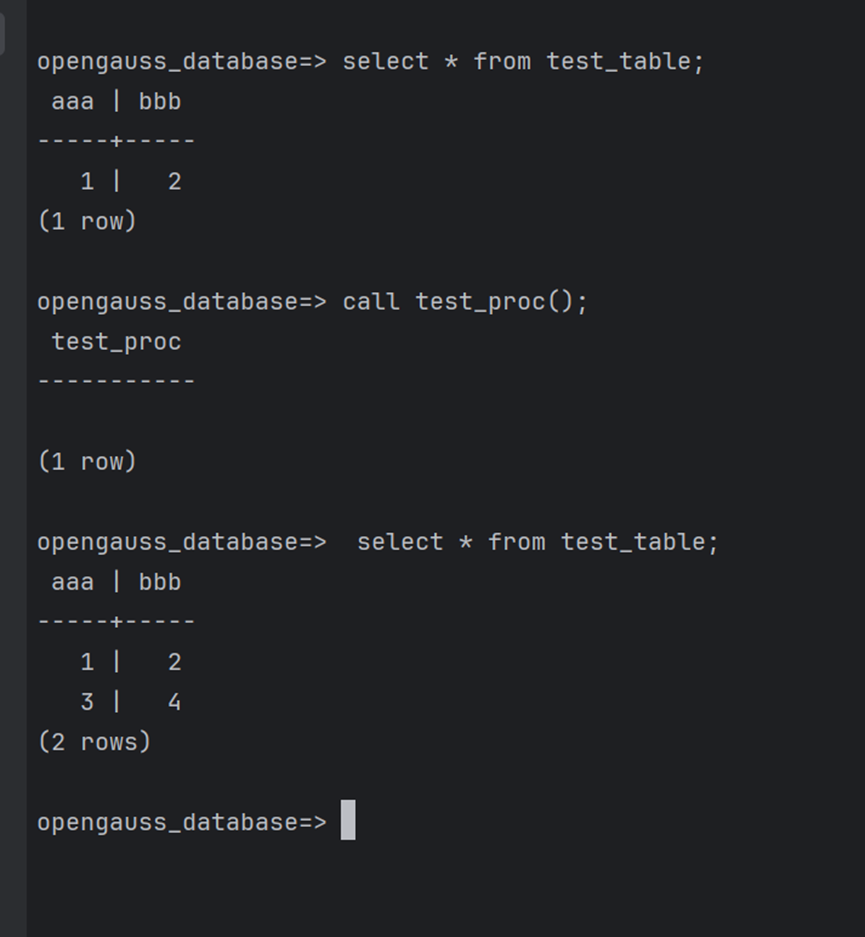 opengauss_database=> select * from test_table;
 aaa | bbb
-----+-----
   1 |   2
(1 row)

opengauss_database=> call test_proc();
 test_proc
-----------

(1 row)

opengauss_database=>  select * from test_table;
 aaa | bbb
-----+-----
   1 |   2
   3 |   4
(2 rows)

opengauss_database=>